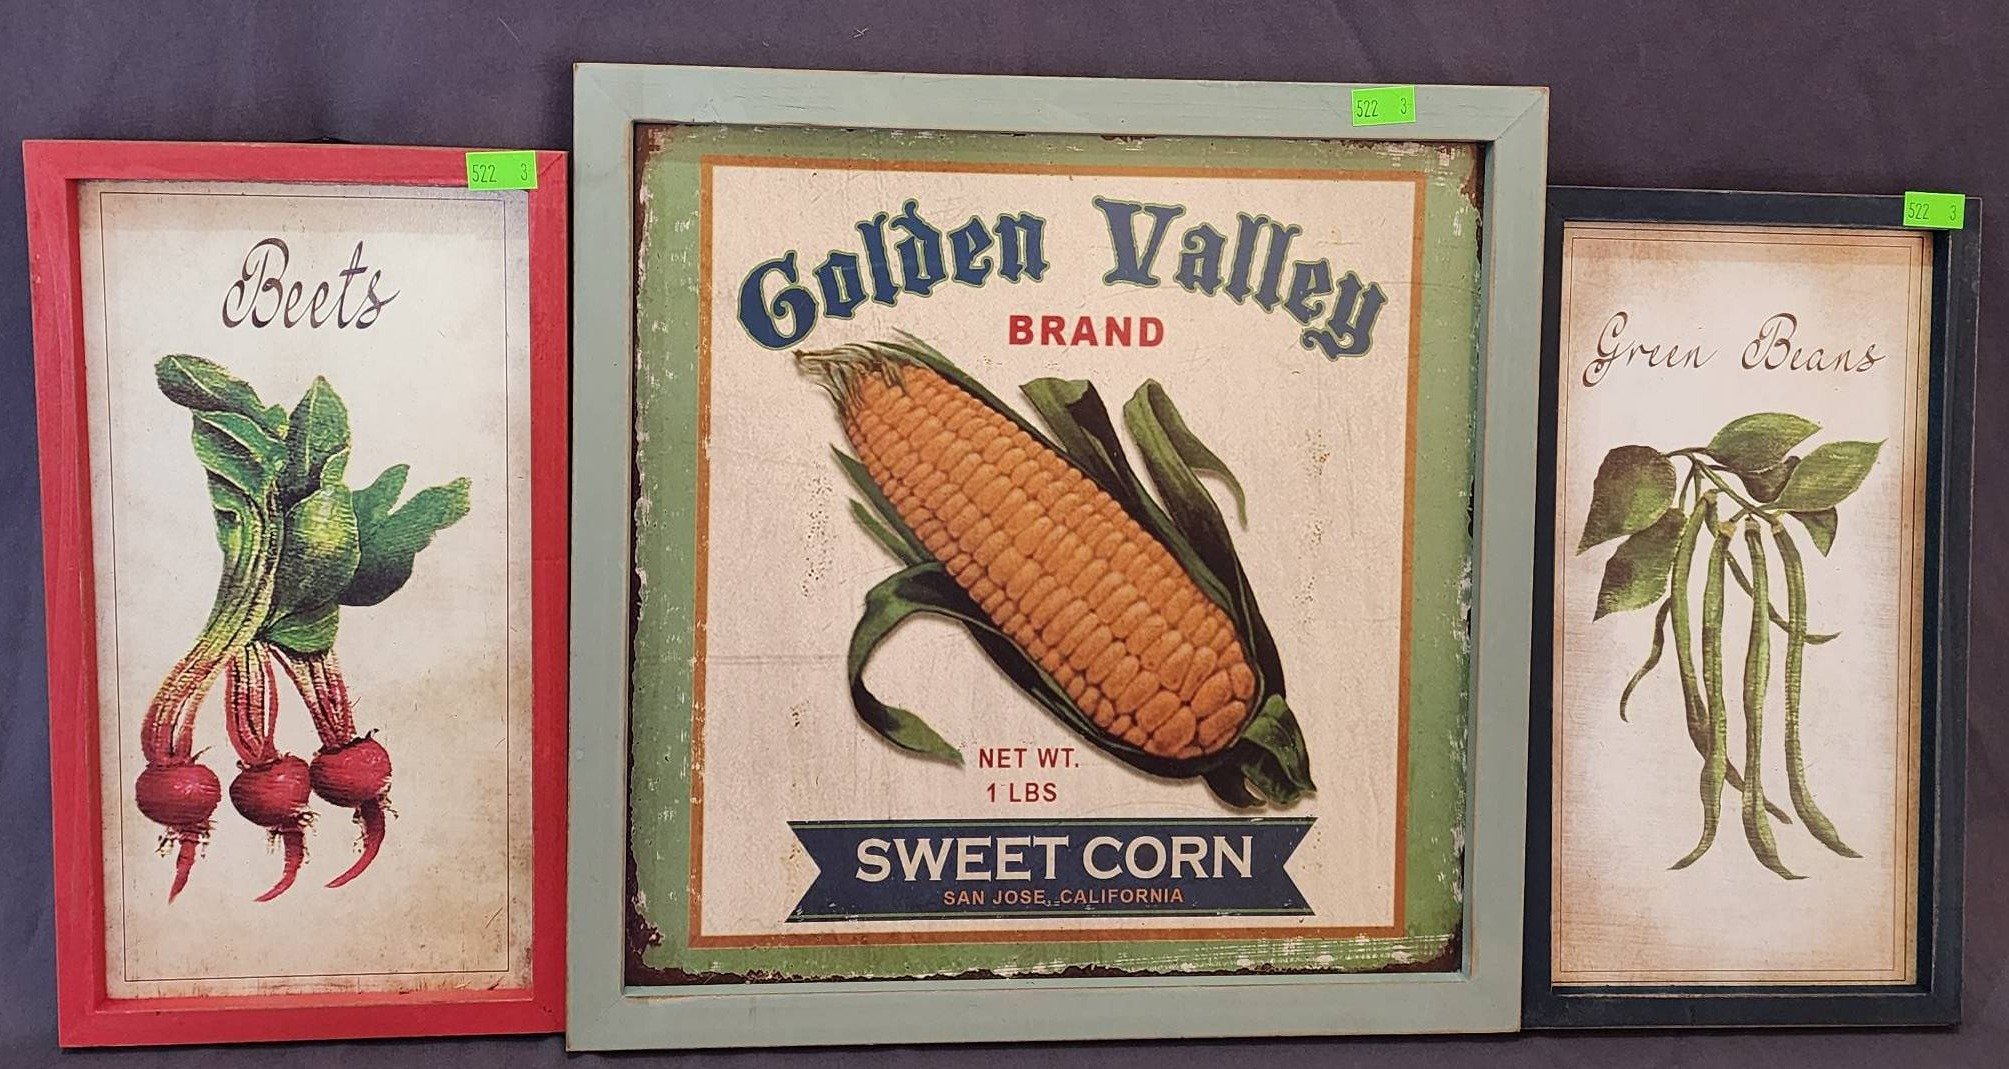 522 3
Beets
522 3
Golden Valley
BRAND
NET WT.
1 LBS
SWEET CORN
SAN JOSE, CALIFORNIA
522 3
Green Beans